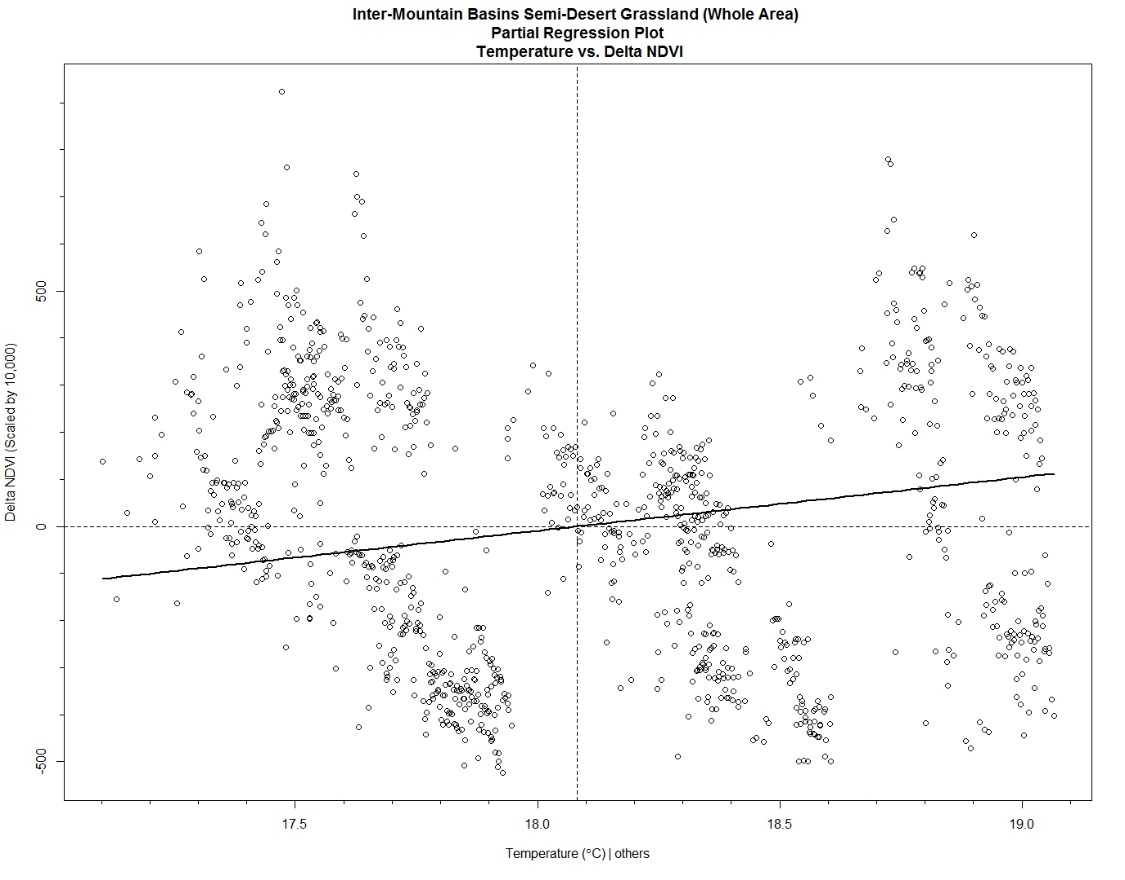 Inter-Mountain Basins Semi-Desert Grassland (Whole Area)
Partial Regression Plot
Temperature vs. Delta NDVI
Delta NDVI (Scaled by 10,000)
500
0
-500
17.5
18.0
18.5
19.0
Temperature (°C) | others